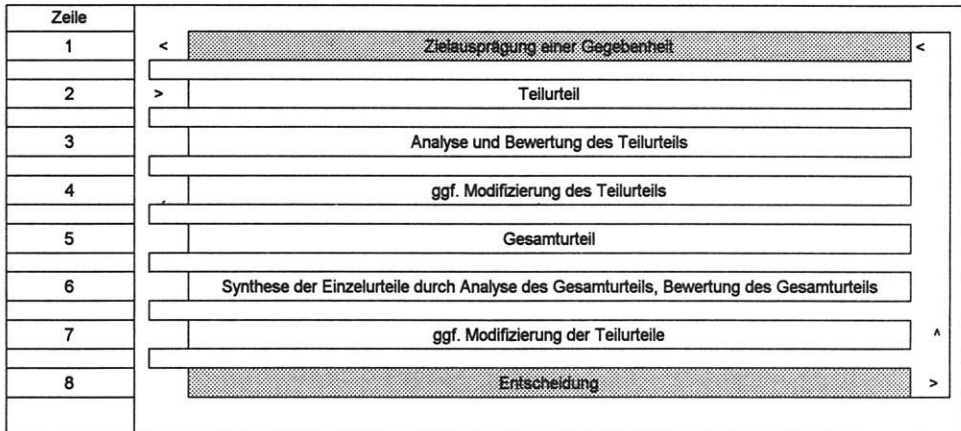 Zeile
1 < Zielausprägung einer Gegebenheit <
2 > Teilurteil
3 Analyse und Bewertung des Teilurteils
4 ggf. Modifizierung des Teilurteils
5 Gesamturteil
6 Synthese der Einzelurteile durch Analyse des Gesamturteils, Bewertung des Gesamturteils
7 ggf. Modifizierung der Teilurteile ^
8 Entscheidung >